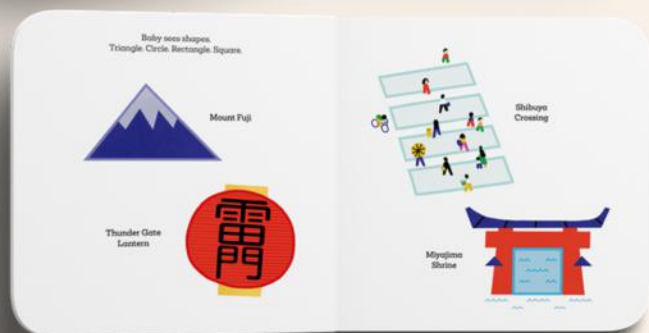 Baby sees shapes.
Triangle. Circle. Rectangle. Square.
Mount Fuji
Thunder Gate
Lantern
雷門
Shibuya
Crossing
Miyajima
Shrine